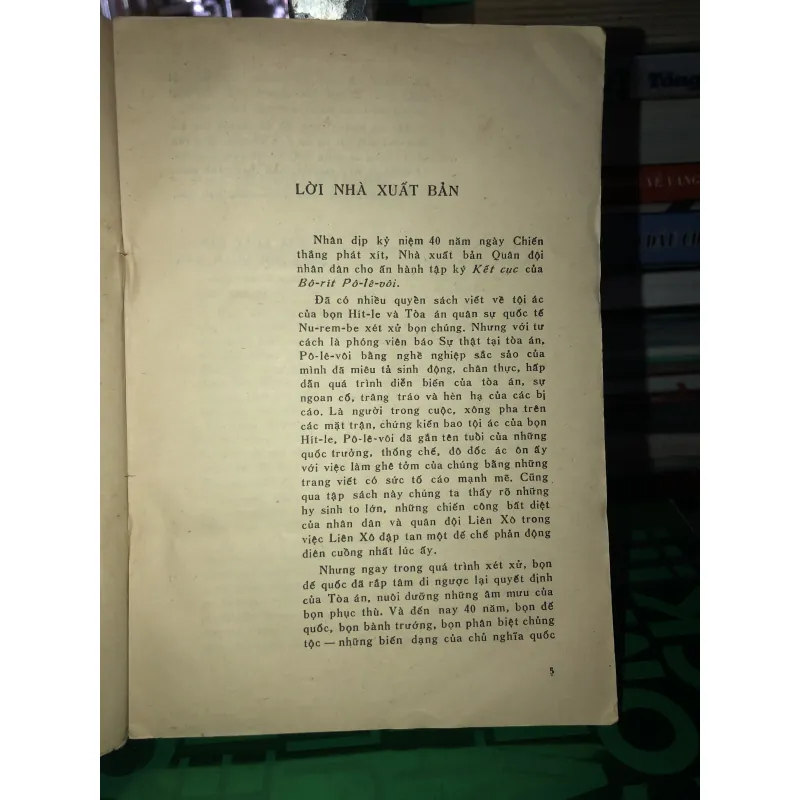 LỜI NHÀ XUẤT BẢN
Nhân dịp kỷ niệm 40 năm ngày Chiến
thắng phát xít, Nhà xuất bản Quân đội
nhân dân cho ấn hành tập ký Kết cục của
Bô-rít Pô-lê-vôi.
Đã có nhiều quyền sách viết về tội ác
của bọn Hít-le và Tòa án quân sự quốc tế
Nu-rem-be xét xử bọn chúng. Nhưng với tư
cách là phóng viên báo Sự thật tại tòa án,
Pô-lê-vôi bằng nghề nghiệp sắc sảo của
mình đã miêu tả sinh động, chân thực, hấp
dẫn quá trình diễn biến của tòa án, sự
ngoan cố, trâng tráo và hèn hạ của các bị
cáo. Là người trong cuộc, xông pha trên
các mặt trận, chứng kiến bao tội ác của bọn
Hít-le, Pô-lê-vôi đã gắn tên tuổi của những
quốc trưởng, thống chế, đô đốc ác ôn ấy
với việc làm ghê tởm của chúng bằng những
trang viết có sức tố cáo mạnh mẽ. Cũng
qua tập sách này chúng ta thấy rõ những
hy sinh to lớn, những chiến công bất diệt
của nhân dân và quân đội Liên Xô trong
việc Liên Xô đập tan một đế chế phản động
điên cuồng nhất lúc ấy.
Nhưng ngay trong quá trình xét xử, bọn
đế quốc đã rắp tâm đi ngược lại quyết định
của Tòa án, nuôi dưỡng những âm mưu của
bọn phục thù. Và đến nay 40 năm, bọn đế
quốc, bọn bành trướng, bọn phân biệt chủng
tộc — những biến dạng của chủ nghĩa quốc
5
Tổng
VẺ VANG